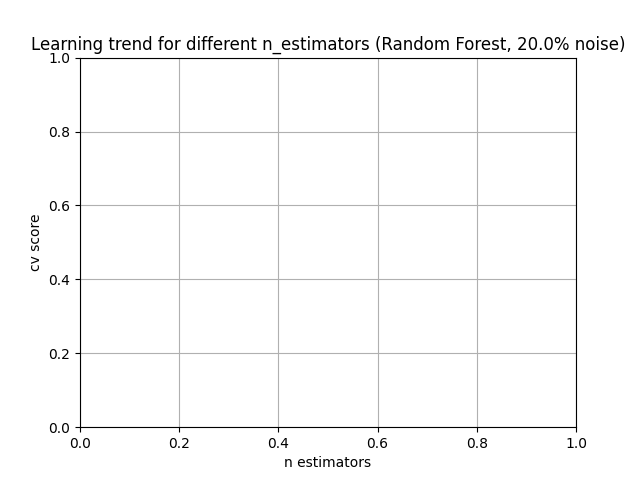 Learning trend for different n_estimators (Random Forest, 20.0% noise)
1.0
0.8
0.6
0.4
0.2
0.0
cv score
0.0 0.2 0.4 0.6 0.8 1.0
n estimators